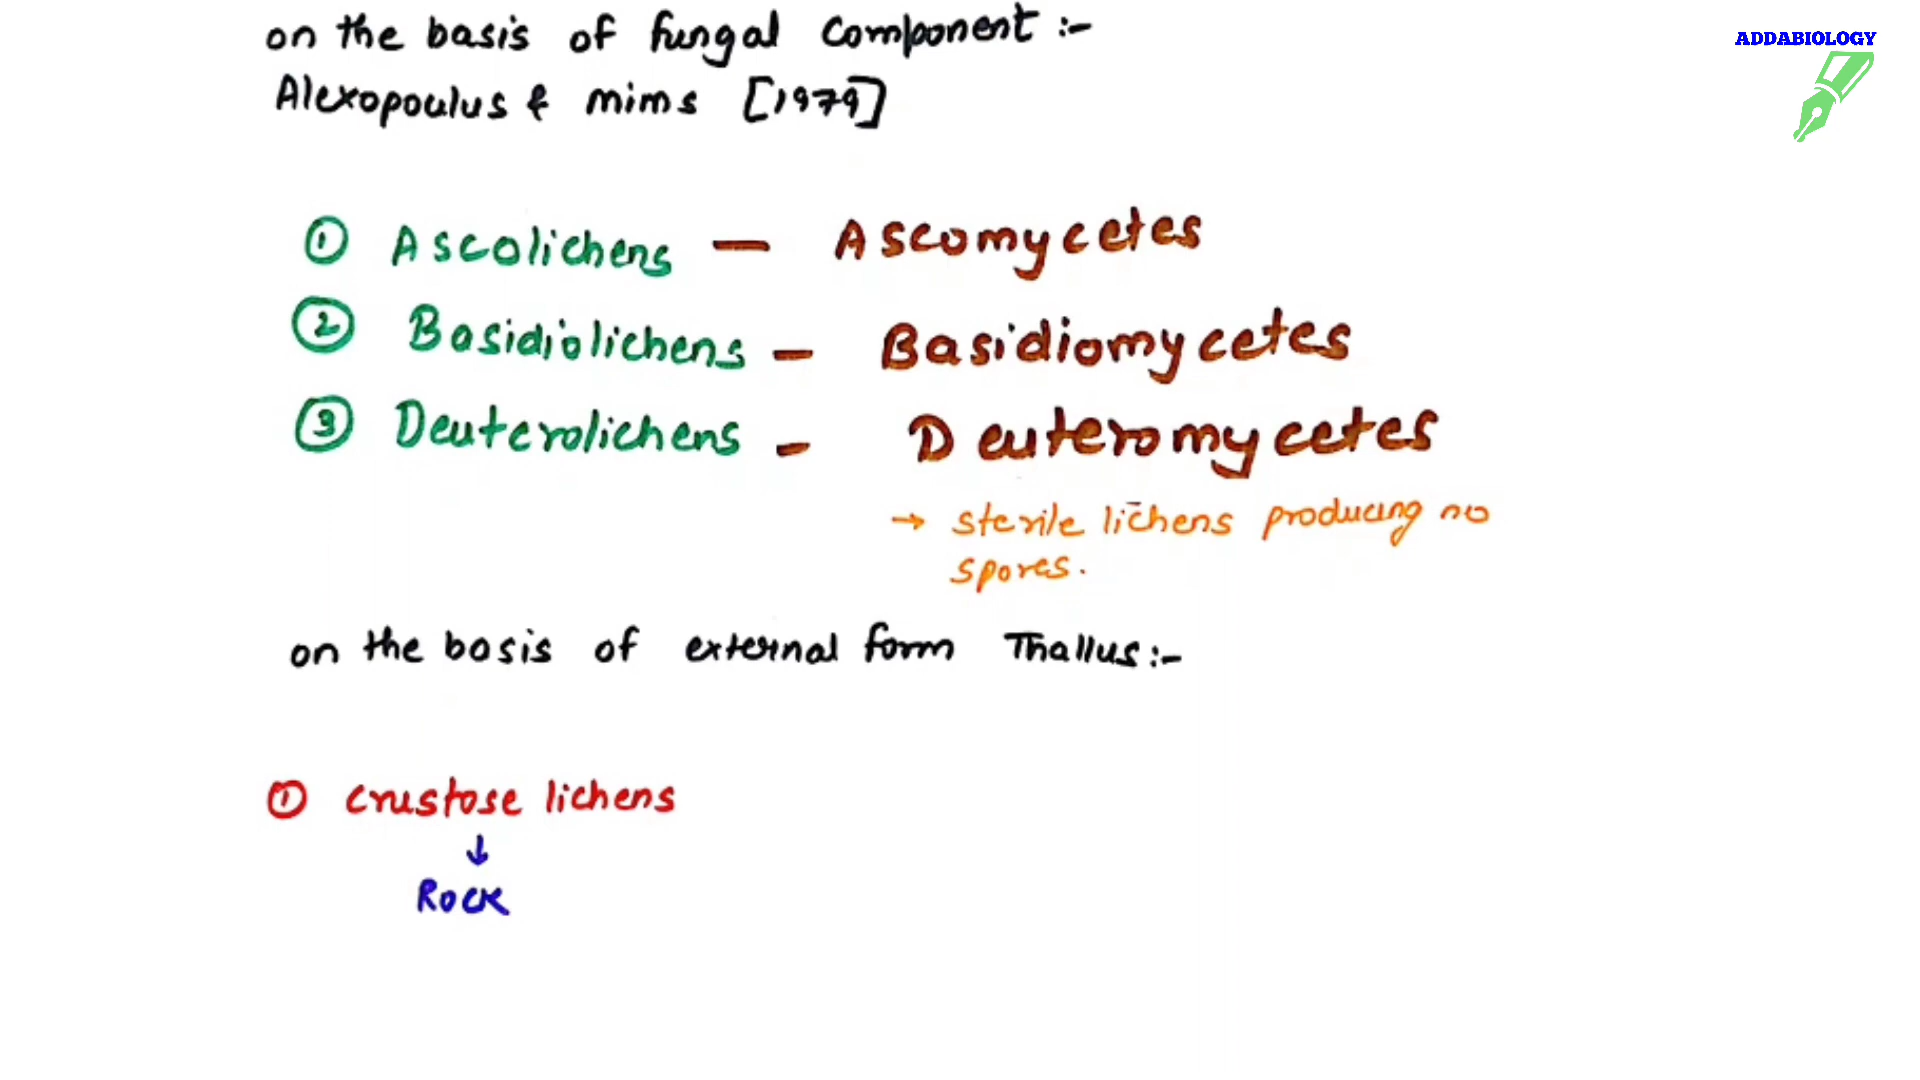 on the basis of fungal component :-
ADDABIOLOGY
Alexopoulus & mims [1979]
① Ascolichens — Ascomycetes
② Basidiolichens — Basidiomycetes
③ Deuterolichens — Deuteromycetes
→ sterile lichens producing no
spores.
on the basis of external form Thallus:-
① crustose lichens
↓
Rock